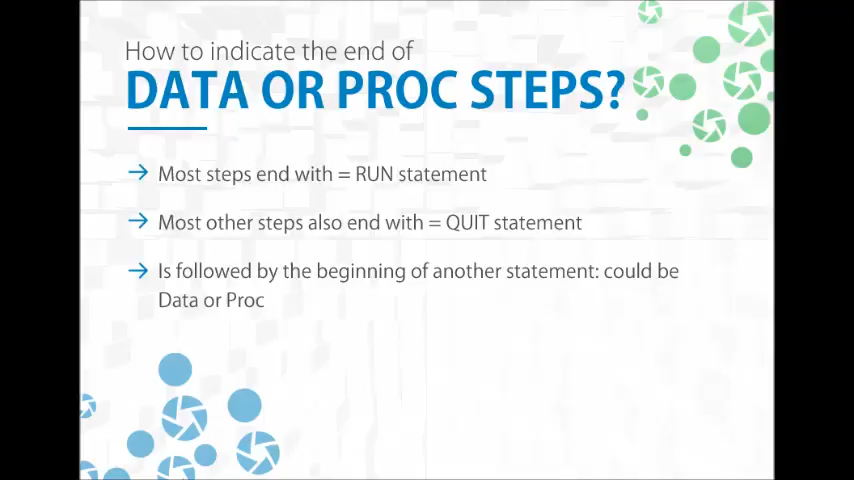 How to indicate the end of
DATA OR PROC STEPS?
→ Most steps end with = RUN statement
→ Most other steps also end with = QUIT statement
→ Is followed by the beginning of another statement: could be
Data or Proc